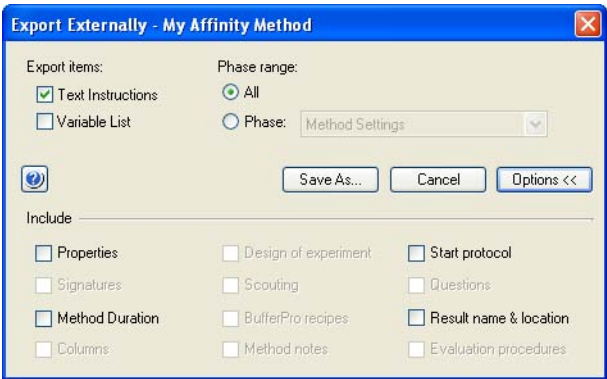 Export Externally - My Affinity Method
Export items: Phase range:
Text Instructions All
Variable List Phase: Method Settings
Save As... Cancel Options <<
Include
Properties Design of experiment Start protocol
Signatures Scouting Questions
Method Duration BufferPro recipes Result name & location
Columns Method notes Evaluation procedures